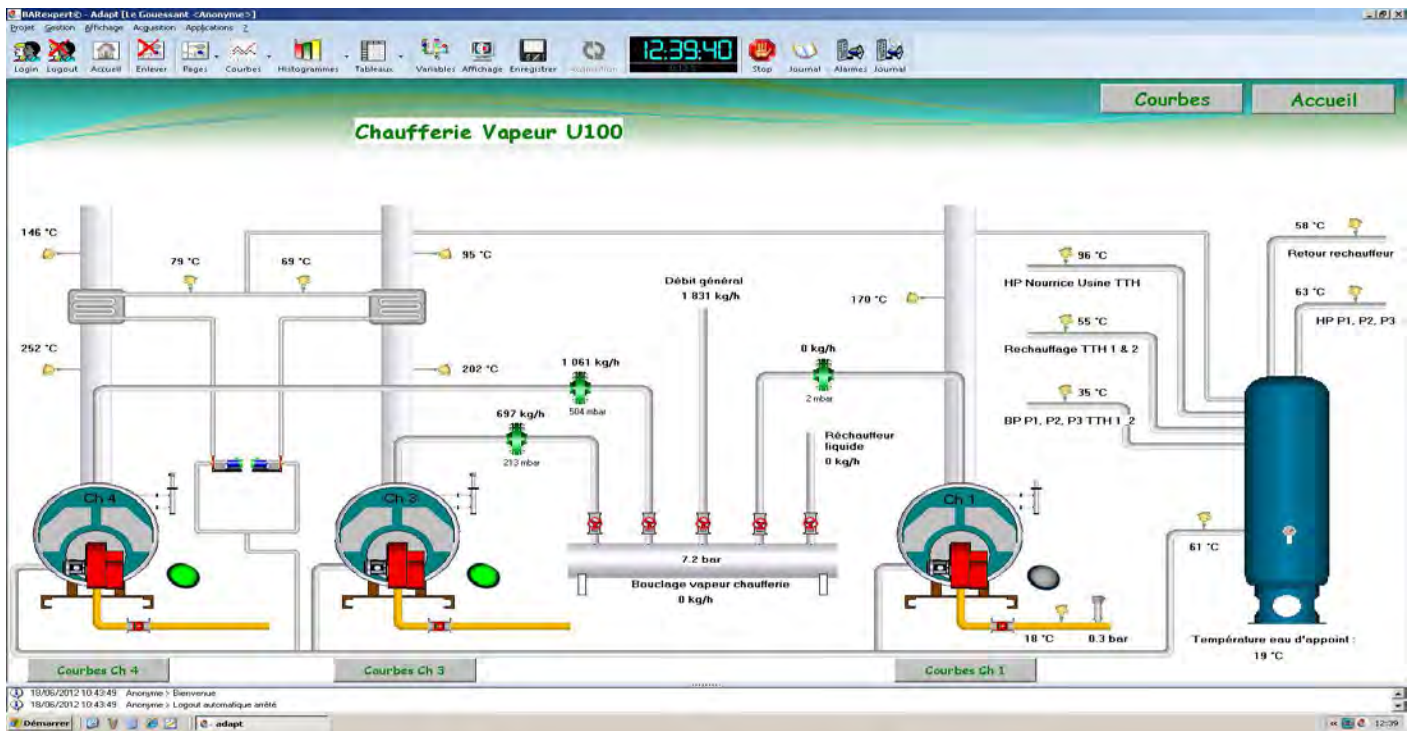 BARexpert© - Adapt [Le Gouessant <Anonyme>]
Projet Gestion Affichage Acquisition Applications ?
Login Logout Accueil Enlever Pages Courbes Histogrammes Tableaux Variables Affichage Enregistrer 12:39:40 Stop Journal Alarmes Journal
Courbes Accueil
Chaufferie Vapeur U100
146 °C
79 °C
69 °C
95 °C
252 °C
202 °C
Débit général
1 831 kg/h
170 °C
1 061 kg/h
504 mbar
697 kg/h
213 mbar
0 kg/h
2 mbar
Réchauffeur
liquide
0 kg/h
58 °C
Retour rechauffeur
96 °C
HP Nourrice Usine TTH
63 °C
HP P1, P2, P3
55 °C
Rechauffage TTH 1 & 2
35 °C
BP P1, P2, P3 TTH 1_2
Ch 4
Ch 3
Ch 1
7.2 bar
Bouclage vapeur chaufferie
0 kg/h
61 °C
18 °C
0.3 bar
Température eau d'appoint :
19 °C
Courbes Ch 4
Courbes Ch 3
Courbes Ch 1
18/06/2012 10:43:49 Anonyme > Bienvenue
18/06/2012 10:43:49 Anonyme > Logout automatique arrêté
Démarrer adapt 12:39